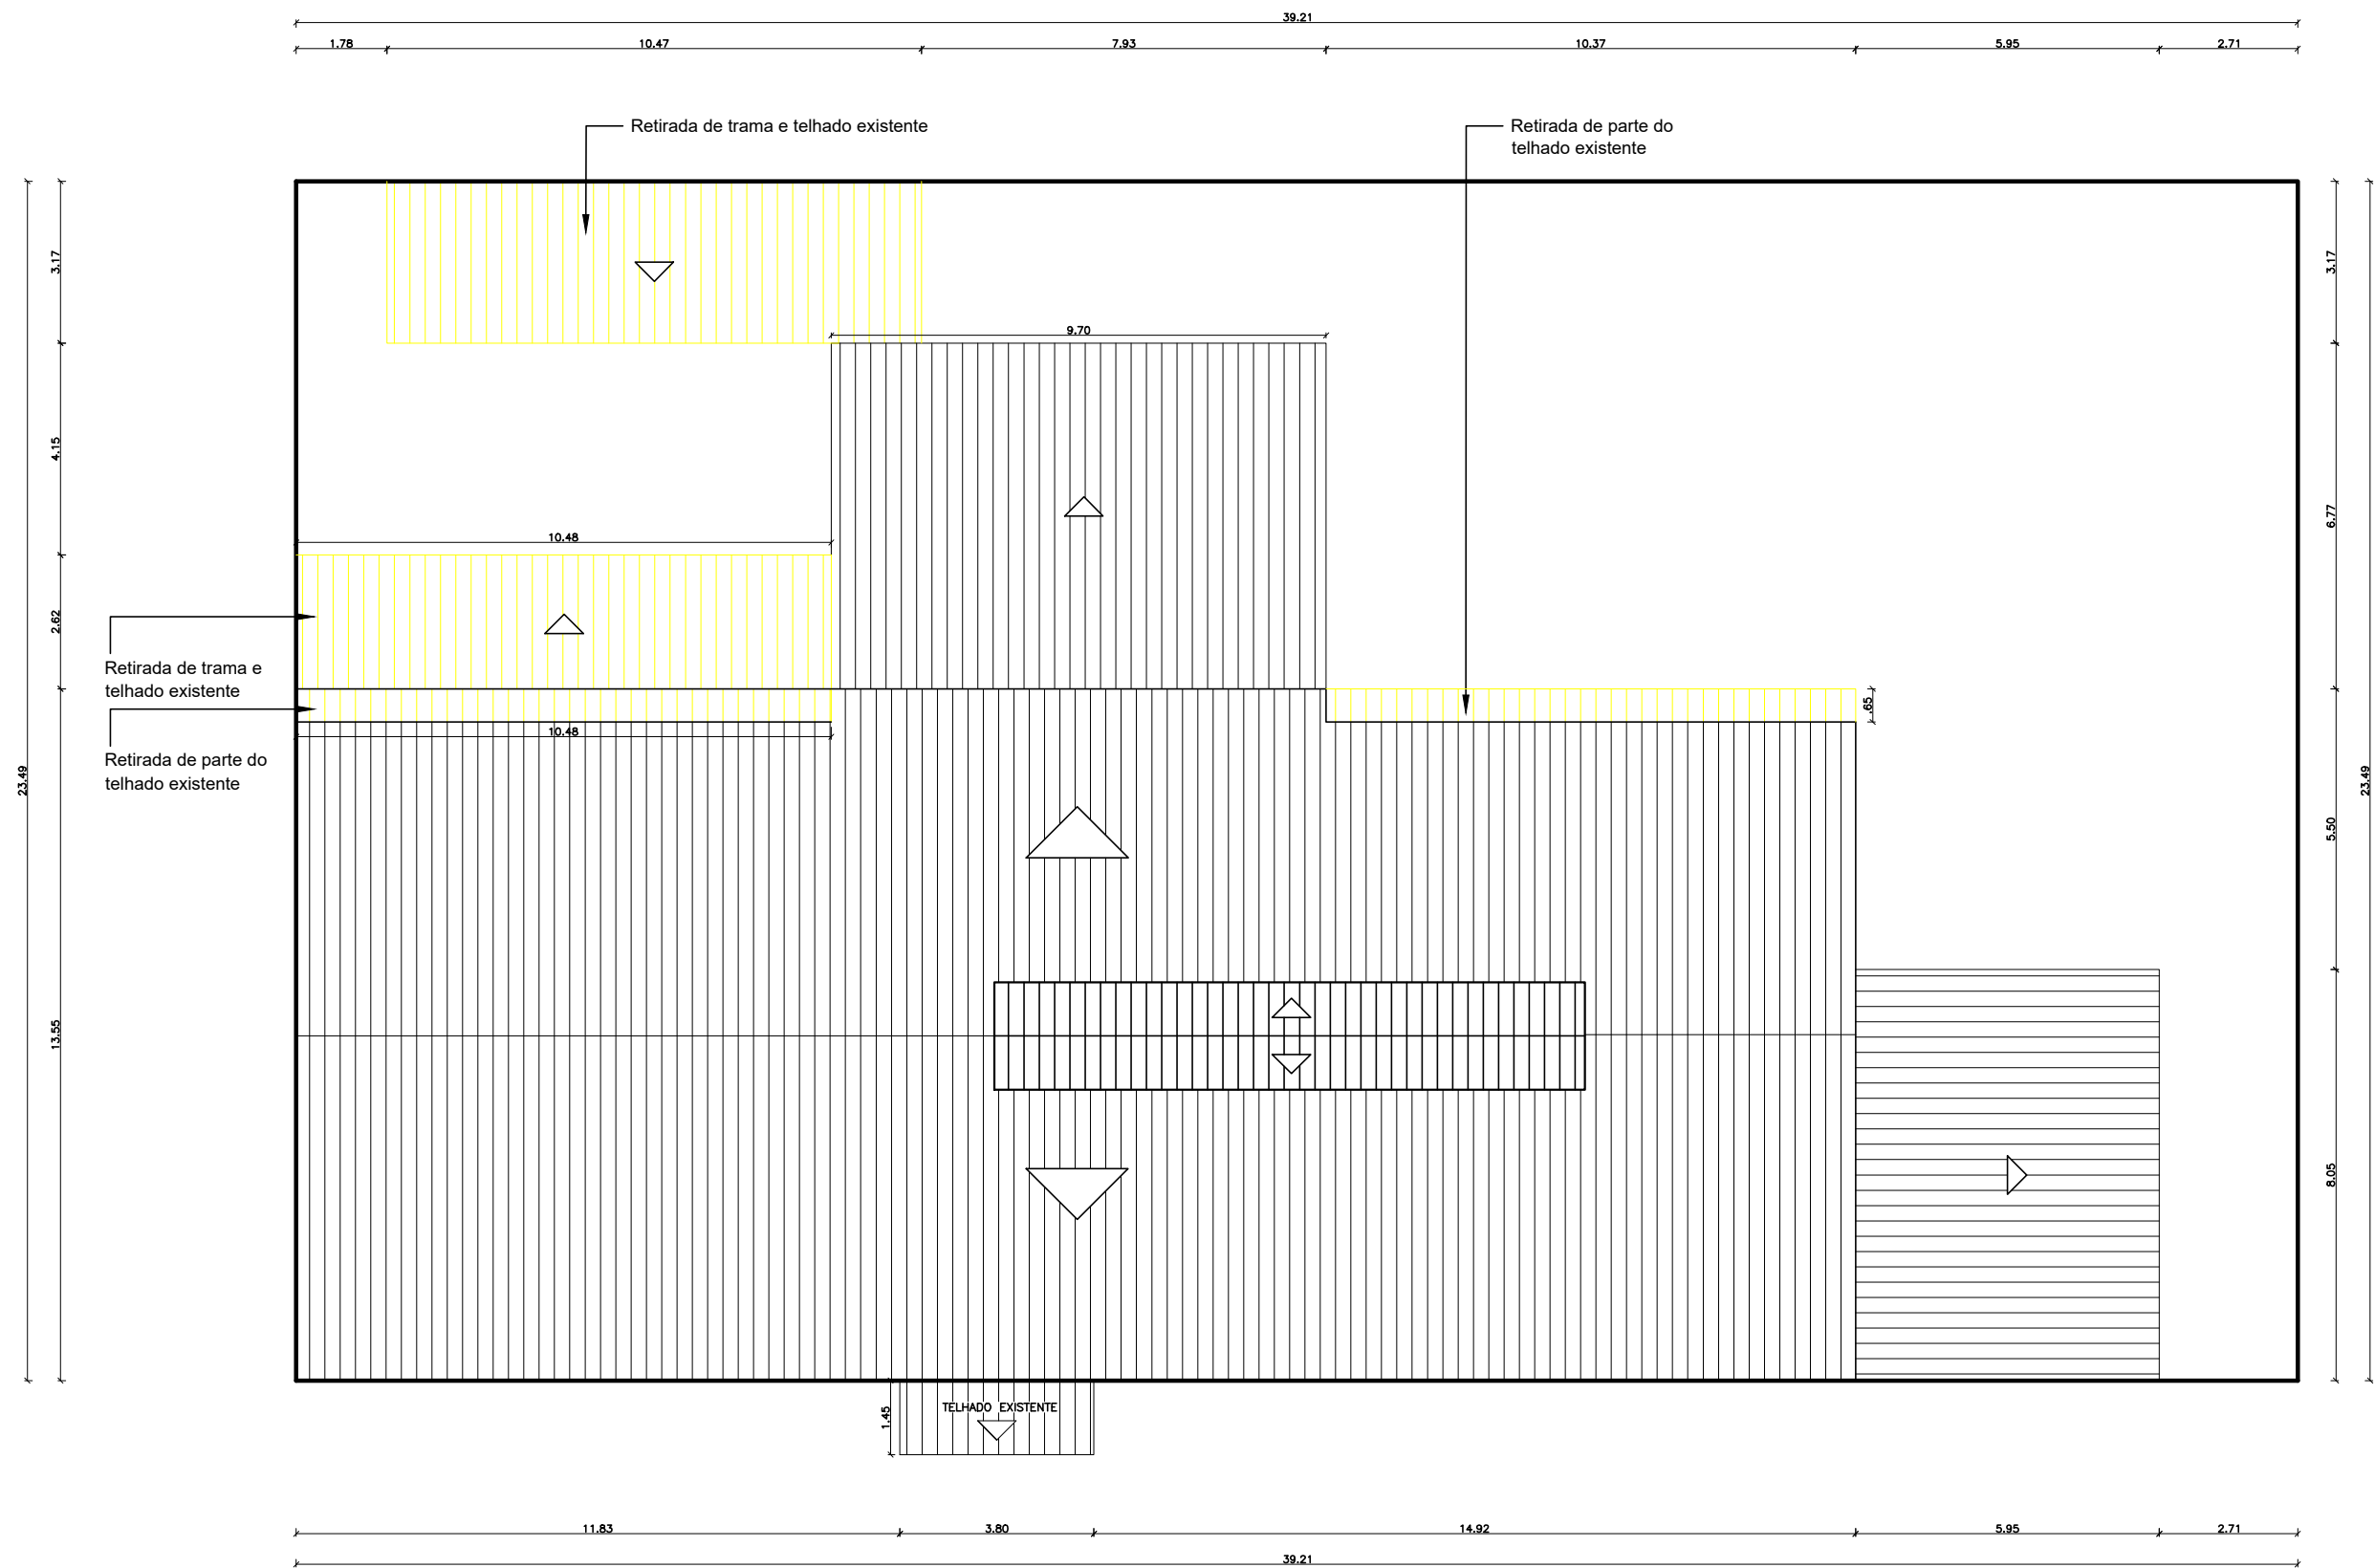 39.21
1.78 10.47 7.93 10.37 5.95 2.71
Retirada de trama e telhado existente
Retirada de parte do
telhado existente
3.17
4.15
2.62
13.55
23.49
3.17
6.77
5.50
8.05
23.49
9.70
10.48
Retirada de trama e
telhado existente
Retirada de parte do
telhado existente
10.48
.65
1.45
TELHADO EXISTENTE
11.83 3.80 14.92 5.95 2.71
39.21